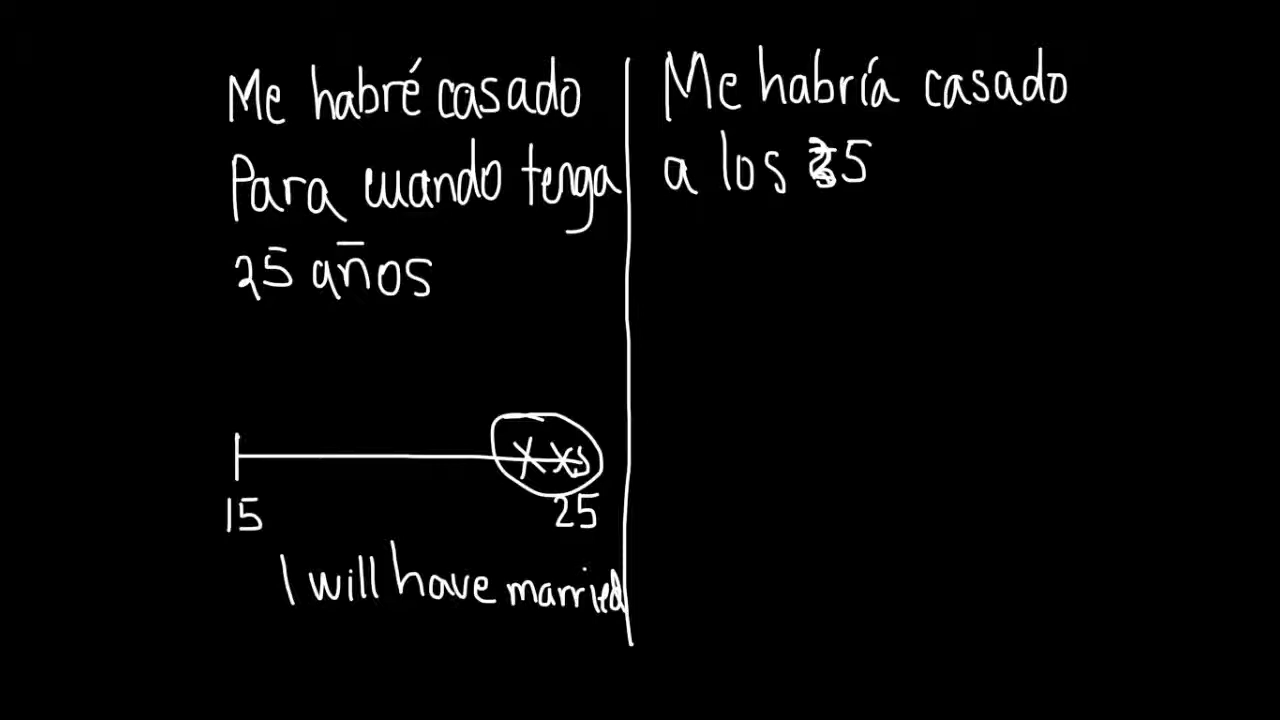 Me habré casado
Para cuando tenga
25 años
15
25
I will have married
Me habría casado
a los